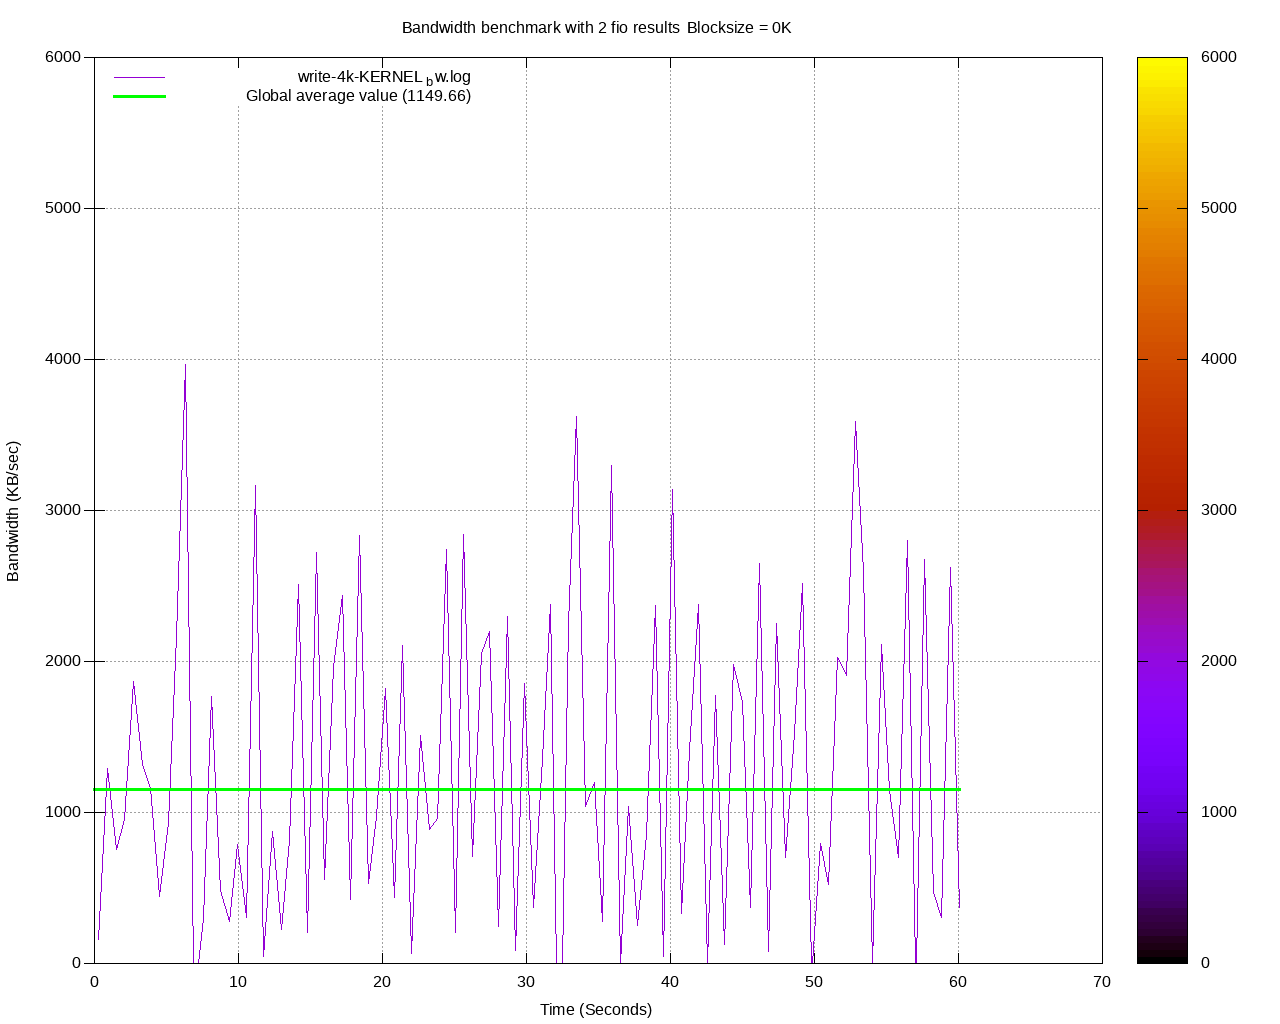 Bandwidth benchmark with 2 fio results Blocksize = 0K
write-4k-KERNEL_bw.log
Global average value (1149.66)
6000
5000
4000
3000
2000
1000
0
0 10 20 30 40 50 60 70
Time (Seconds)
Bandwidth (KB/sec)
6000
5000
4000
3000
2000
1000
0